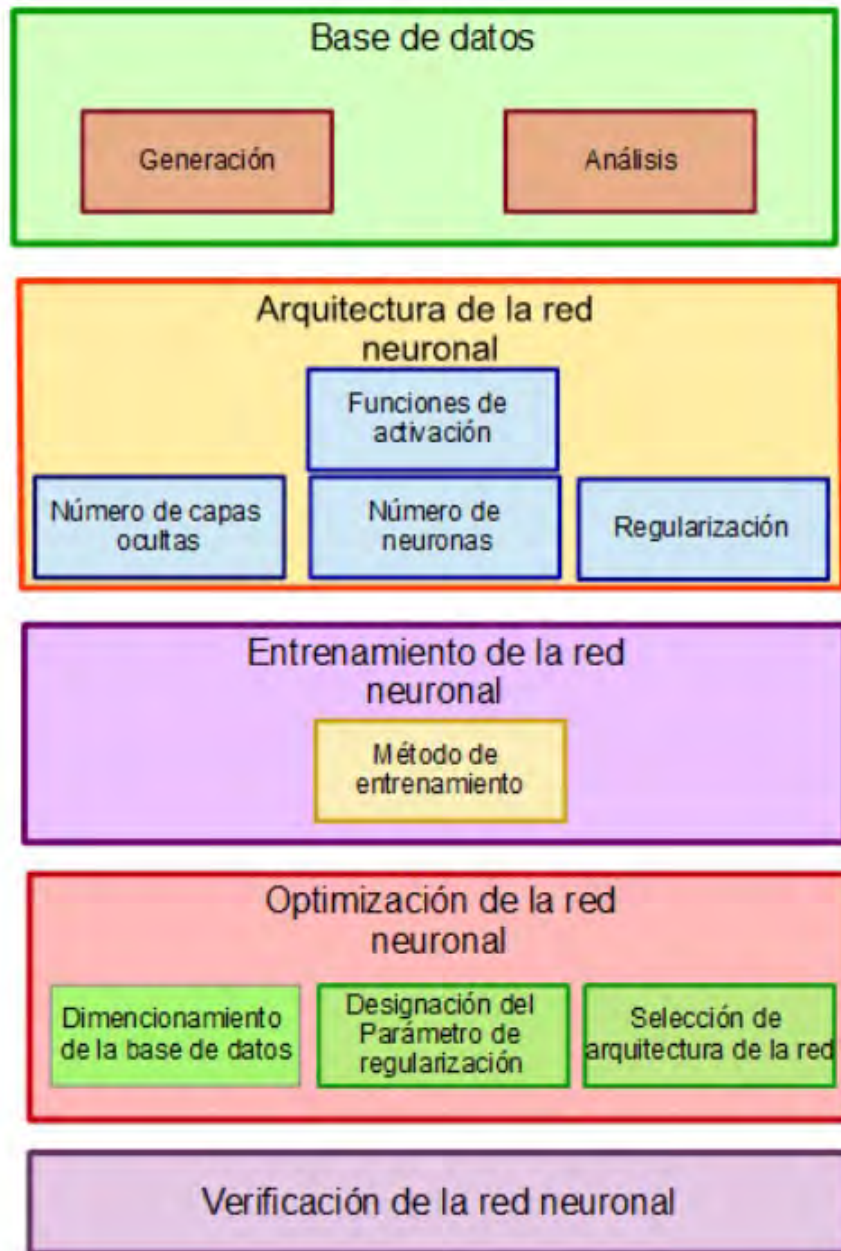 Base de datos
Generación
Análisis
Arquitectura de la red
neuronal
Funciones de
activación
Número de capas
ocultas
Número de
neuronas
Regularización
Entrenamiento de la red
neuronal
Método de
entrenamiento
Optimización de la red
neuronal
Dimencionamiento
de la base de datos
Designación del
Parámetro de
regularización
Selección de
arquitectura de la red
Verificación de la red neuronal